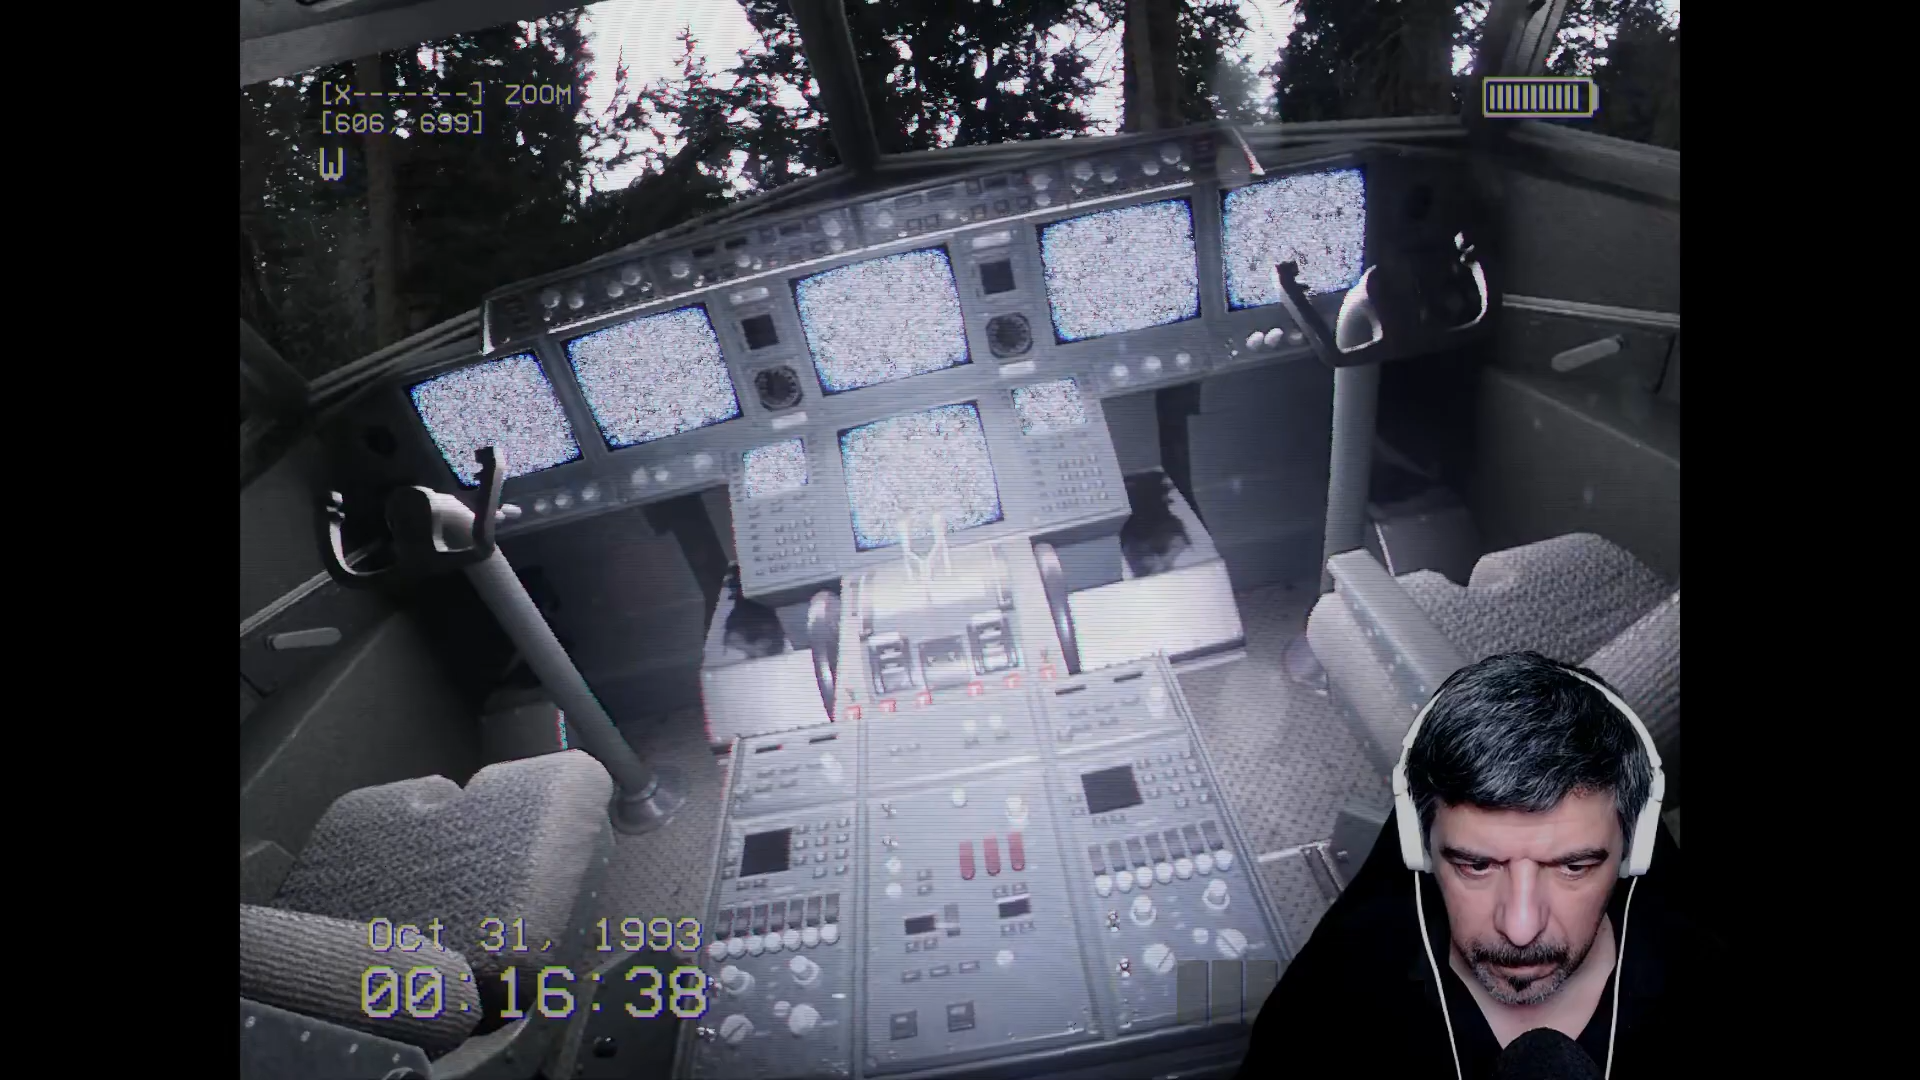 [X-------] ZOOM
[606, 699]
W
Oct 31, 1993
00:16:38